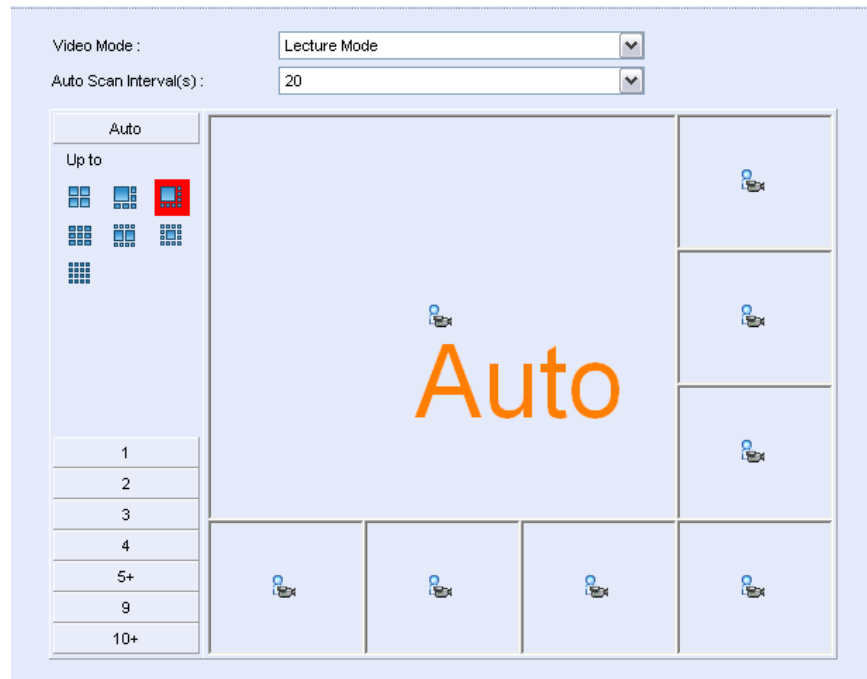 Video Mode : Lecture Mode
Auto Scan Interval(s) : 20
Auto
Up to
Auto
1
2
3
4
5+
9
10+